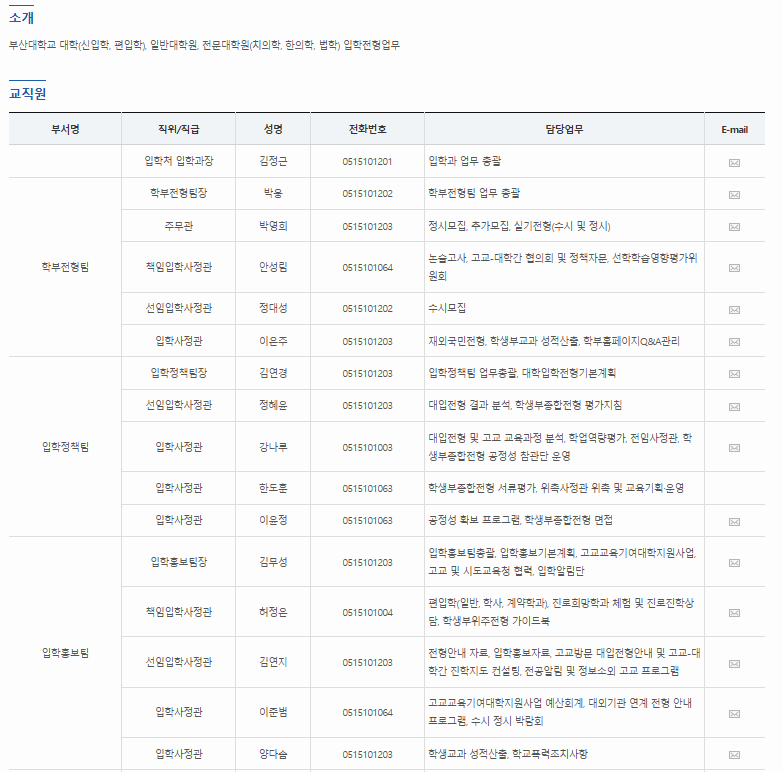 소개
부산대학교 대학(신입학, 편입학), 일반대학원, 전문대학원(치의학, 한의학, 법학) 입학전형업무
교직원
부서명 직위/직급 성명 전화번호 담당업무 E-mail
입학처 입학과장 김정근 0515101201 입학과 업무 총괄
학부전형팀
학부전형팀장 박웅 0515101202 학부전형팀 업무 총괄
주무관 박영희 0515101203 정시모집, 추가모집, 실기전형(수시 및 정시)
책임입학사정관 안성림 0515101064 논술고사, 고교-대학간 협의회 및 정책자문, 선학학습영향평가위
원회
선임입학사정관 정대성 0515101202 수시모집
입학사정관 이은주 0515101203 재외국민전형, 학생부교과 성적산출, 학부홈페이지Q&A관리
입학정책팀
입학정책팀장 김연경 0515101203 입학정책팀 업무총괄, 대학입학전형기본계획
선임입학사정관 정혜윤 0515101203 대입전형 결과 분석, 학생부종합전형 평가지침
입학사정관 강나루 0515101003 대입전형 및 고교 교육과정 분석, 학업역량평가, 전임사정관, 학
생부종합전형 공정성 참관단 운영
입학사정관 한도훈 0515101063 학생부종합전형 서류평가, 위촉사정관 위촉 및 교육기획·운영
입학사정관 이윤정 0515101063 공정성 확보 프로그램, 학생부종합전형 면접
입학홍보팀
입학홍보팀장 김무성 0515101203 입학홍보팀총괄, 입학홍보기본계획, 고교교육기여대학지원사업,
고교 및 시도교육청 협력, 입학알림단
책임입학사정관 허정은 0515101004 편입학(일반, 학사, 계약학과), 진로희망학과 체험 및 진로진학상
담, 학생부위주전형 가이드북
선임입학사정관 김연지 0515101203 전형안내 자료, 입학홍보자료, 고교방문 대입전형안내 및 고교-대
학간 진학지도 컨설팅, 전공알림 및 정보소외 고교 프로그램
입학사정관 이준범 0515101064 고교교육기여대학지원사업 예산회계, 대외기관 연계 전형 안내
프로그램, 수시 정시 박람회
입학사정관 양다솜 0515101203 학생교과 성적산출, 학교폭력조치사항